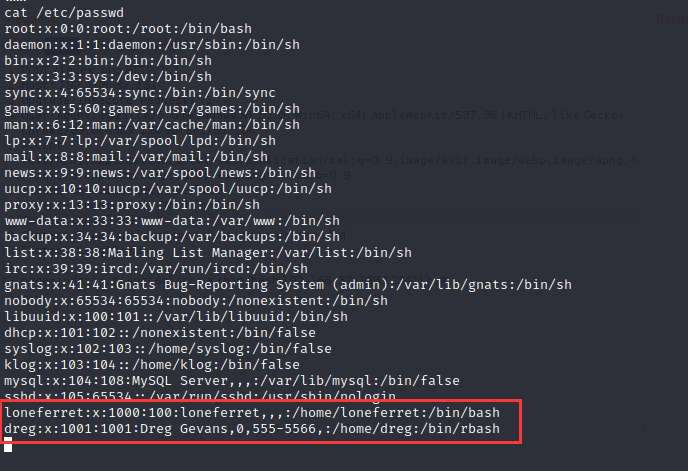 cat /etc/passwd
root:x:0:0:root:/root:/bin/bash
daemon:x:1:1:daemon:/usr/sbin:/bin/sh
bin:x:2:2:bin:/bin:/bin/sh
sys:x:3:3:sys:/dev:/bin/sh
sync:x:4:65534:sync:/bin:/bin/sync
games:x:5:60:games:/usr/games:/bin/sh
man:x:6:12:man:/var/cache/man:/bin/sh
lp:x:7:7:lp:/var/spool/lpd:/bin/sh
mail:x:8:8:mail:/var/mail:/bin/sh
news:x:9:9:news:/var/spool/news:/bin/sh
uucp:x:10:10:uucp:/var/spool/uucp:/bin/sh
proxy:x:13:13:proxy:/bin:/bin/sh
www-data:x:33:33:www-data:/var/www:/bin/sh
backup:x:34:34:backup:/var/backups:/bin/sh
list:x:38:38:Mailing List Manager:/var/list:/bin/sh
irc:x:39:39:ircd:/var/run/ircd:/bin/sh
gnats:x:41:41:Gnats Bug-Reporting System (admin):/var/lib/gnats:/bin/sh
nobody:x:65534:65534:nobody:/nonexistent:/bin/sh
libuuid:x:100:101::/var/lib/libuuid:/bin/sh
dhcp:x:101:102::/nonexistent:/bin/false
syslog:x:102:103::/home/syslog:/bin/false
klog:x:103:104::/home/klog:/bin/false
mysql:x:104:108:MySQL Server,,,:/var/lib/mysql:/bin/false
sshd:x:105:65534::/var/run/sshd:/usr/sbin/nologin
loneferret:x:1000:100:loneferret,,,:/home/loneferret:/bin/bash
dreg:x:1001:1001:Dreg Gevans,0,555-5566,:/home/dreg:/bin/rbash